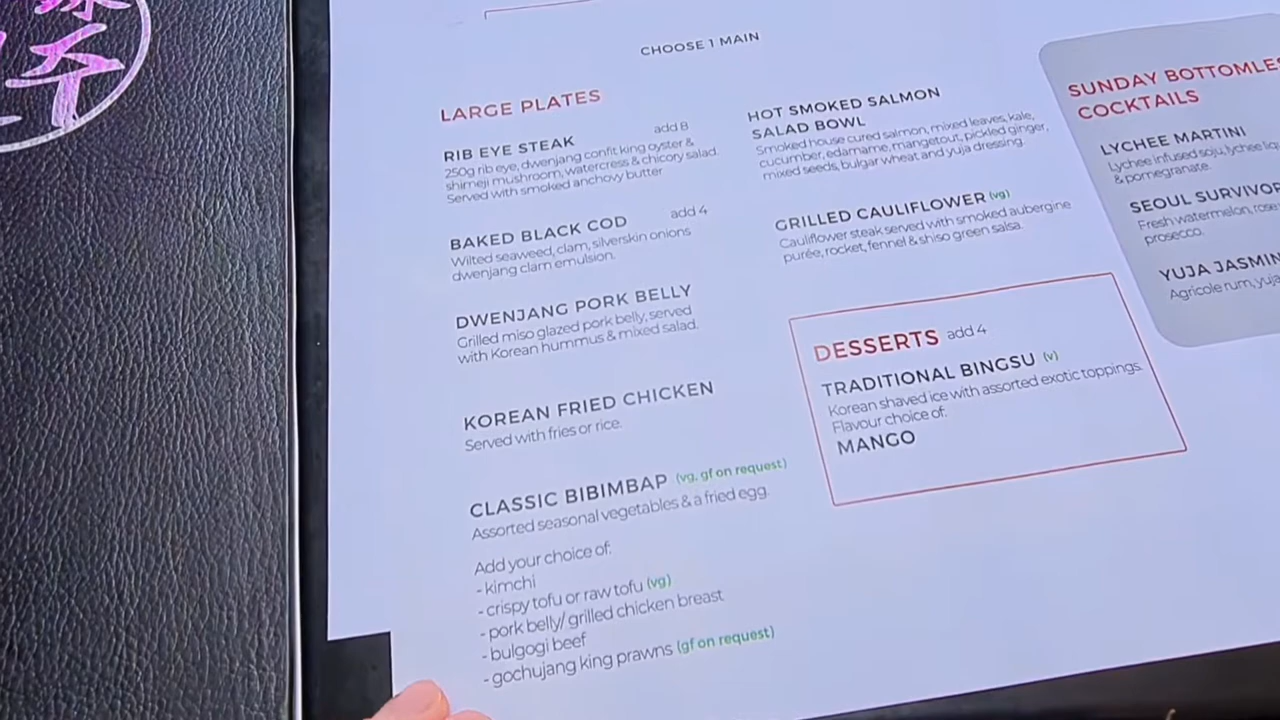 CHOOSE 1 MAIN
LARGE PLATES
RIB EYE STEAK add 8
250g rib eye, dwenjang confit king oyster &
shimeji mushroom, watercress & chicory salad.
Served with smoked anchovy butter
BAKED BLACK COD add 4
Wilted seaweed, clam, silverskin onions
dwenjang clam emulsion.
DWENJANG PORK BELLY
Grilled miso glazed pork belly, served
with Korean hummus & mixed salad.
KOREAN FRIED CHICKEN
Served with fries or rice.
CLASSIC BIBIMBAP (vg, gf on request)
Assorted seasonal vegetables & a fried egg.
Add your choice of:
- kimchi
- crispy tofu or raw tofu (vg)
- pork belly/ grilled chicken breast
- bulgogi beef
- gochujang king prawns (gf on request)
HOT SMOKED SALMON
SALAD BOWL
Smoked house cured salmon, mixed leaves, kale,
cucumber, edamame, mangetout, pickled ginger,
mixed seeds, bulgar wheat and yuja dressing.
GRILLED CAULIFLOWER (vg)
Cauliflower steak served with smoked aubergine
purée, rocket, fennel & shiso green salsa.
DESSERTS add 4
TRADITIONAL BINGSU (v)
Korean shaved ice with assorted exotic toppings.
Flavour choice of:
MANGO
SUNDAY BOTTOMLES
COCKTAILS
LYCHEE MARTINI
Lychee infused soju, lychee liq
& pomegranate.
SEOUL SURVIVOR
Fresh watermelon, rose
prosecco.
YUJA JASMIN
Agricole rum, yuja